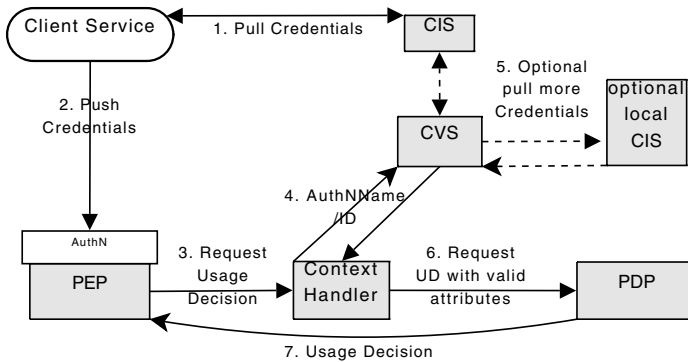 Client Service
1. Pull Credentials
CIS
2. Push
Credentials
5. Optional
pull more
Credentials
optional
local
CIS
CVS
4. AuthNName
/ID
AuthN
PEP
3. Request
Usage
Decision
Context
Handler
6. Request
UD with valid
attributes
PDP
7. Usage Decision